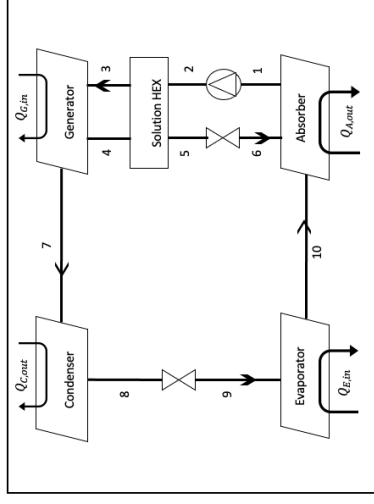 Q_C,out
Q_G,in
7
Condenser
Generator
4
3
8
Solution HEX
5
2
9
6
1
Evaporator
Absorber
10
Q_E,in
Q_A,out